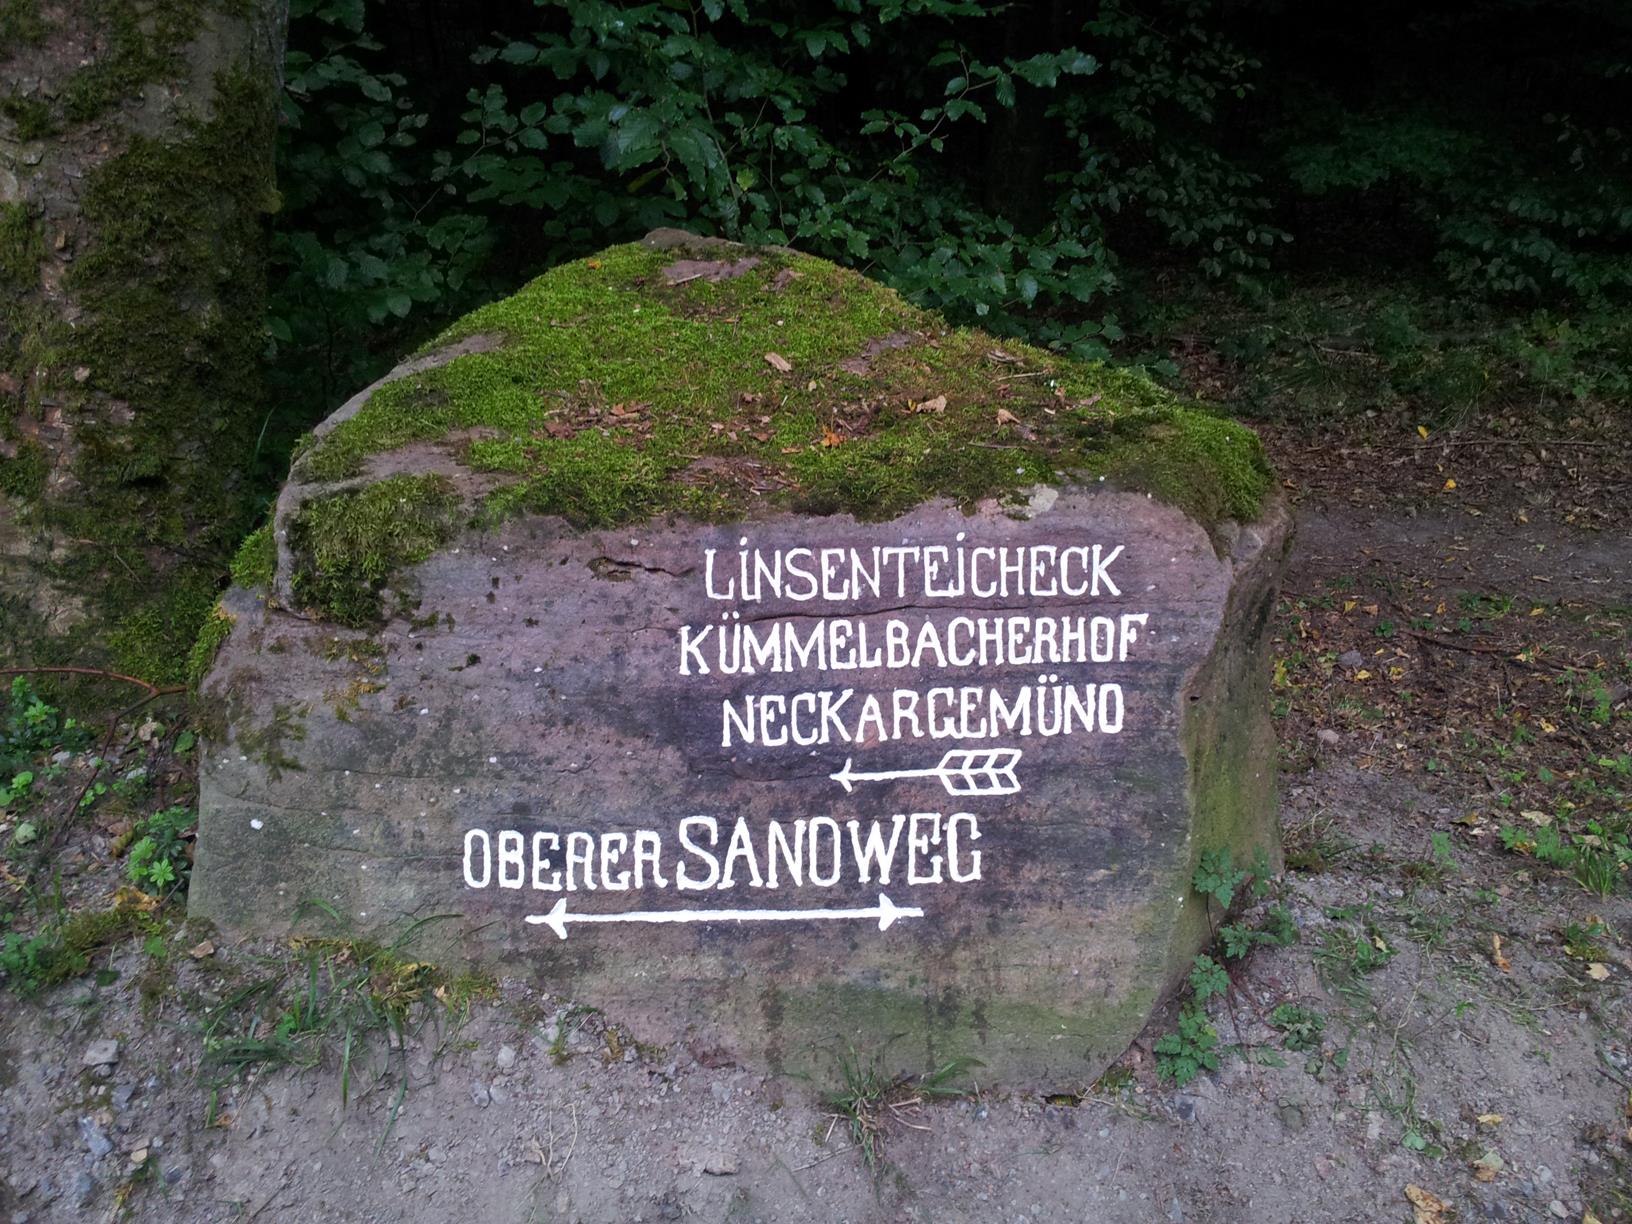 LiNSENTEiCHECK
KÜMMELBACHERHOF
NECKARGEMÜND
OBERER SANDWEG